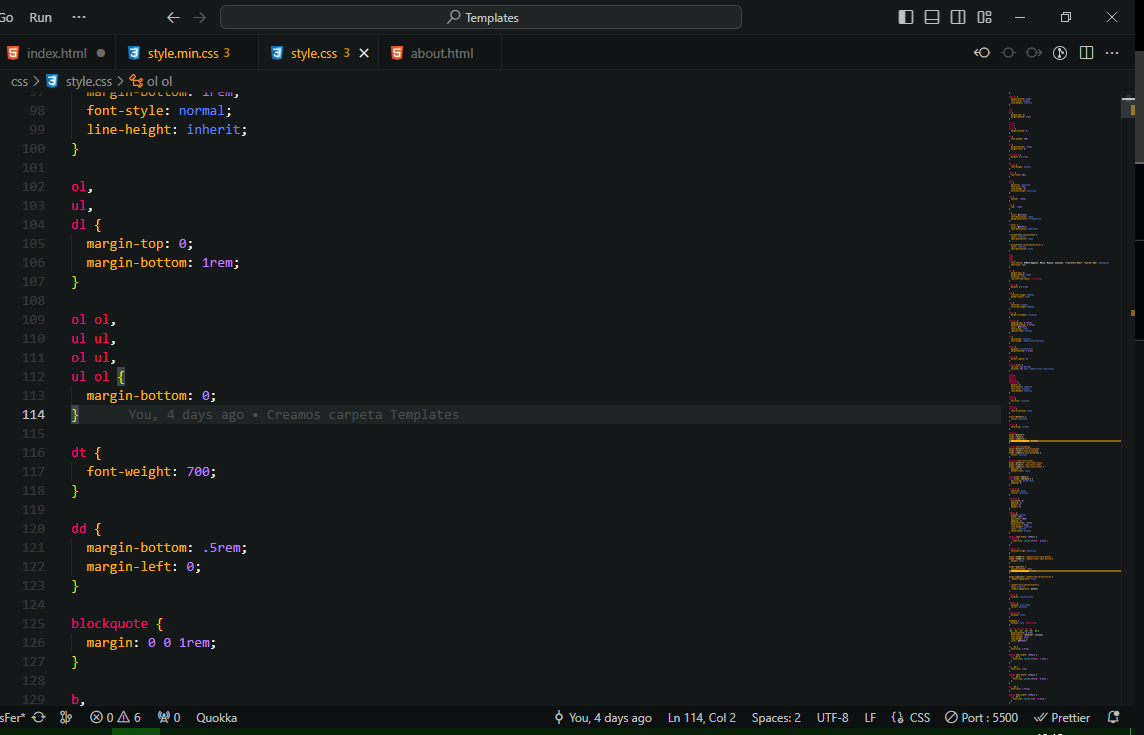 Go Run ··· Templates
index.html style.min.css 3 style.css 3 about.html
css > style.css > ol ol
97 margin-bottom: 1rem;
98 font-style: normal;
99 line-height: inherit;
100 }
101
102 ol,
103 ul,
104 dl {
105 margin-top: 0;
106 margin-bottom: 1rem;
107 }
108
109 ol ol,
110 ul ul,
111 ol ul,
112 ul ol {
113 margin-bottom: 0;
114 } You, 4 days ago • Creamos carpeta Templates
115
116 dt {
117 font-weight: 700;
118 }
119
120 dd {
121 margin-bottom: .5rem;
122 margin-left: 0;
123 }
124
125 blockquote {
126 margin: 0 0 1rem;
127 }
128
129 b,
sFer* 0 6 0 Quokka You, 4 days ago Ln 114, Col 2 Spaces: 2 UTF-8 LF {} CSS Port : 5500 Prettier